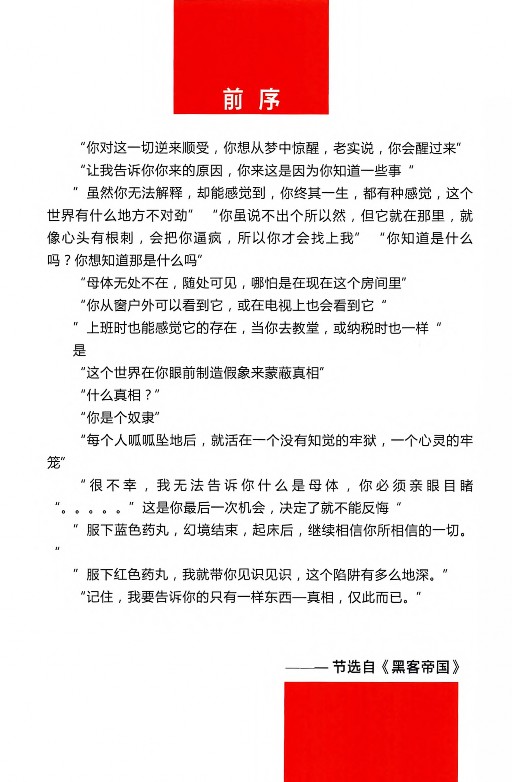 前 序
“你对这一切逆来顺受，你想从梦中惊醒，老实说，你会醒过来”
“让我告诉你你来的原因，你来这是因为你知道一些事 “
” 虽然你无法解释，却能感觉到，你终其一生，都有种感觉，这个
世界有什么地方不对劲” “你虽说不出个所以然，但它就在那里，就
像心头有根刺，会把你逼疯，所以你才会找上我” “你知道是什么
吗？你想知道那是什么吗”
“母体无处不在，随处可见，哪怕是在现在这个房间里”
“你从窗户外可以看到它，或在电视上也会看到它 “
” 上班时也能感觉它的存在，当你去教堂，或纳税时也一样 “
是
“这个世界在你眼前制造假象来蒙蔽真相”
“什么真相？”
“你是个奴隶”
“每个人呱呱坠地后，就活在一个没有知觉的牢狱，一个心灵的牢
笼”
“很不幸，我无法告诉你什么是母体，你必须亲眼目睹
“。。。。。” 这是你最后一次机会，决定了就不能反悔 “
” 服下蓝色药丸，幻境结束，起床后，继续相信你所相信的一切。
“
” 服下红色药丸，我就带你见识见识，这个陷阱有多么地深。”
“记住，我要告诉你的只有一样东西—真相，仅此而已。”
——— 节选自《黑客帝国》